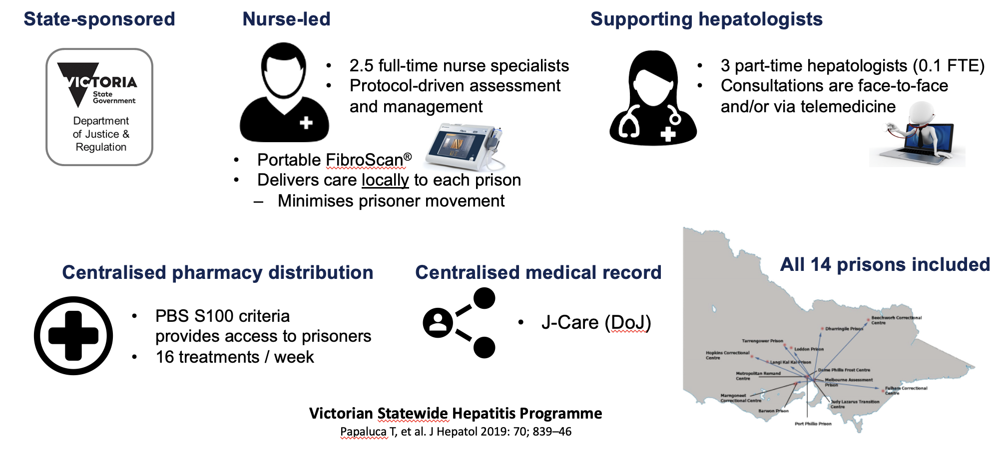 State-sponsored
VICTORIA
State
Government
Department
of Justice &
Regulation
Nurse-led
• 2.5 full-time nurse specialists
• Protocol-driven assessment
and management
• Portable FibroScan®
• Delivers care locally to each prison
– Minimises prisoner movement
Supporting hepatologists
• 3 part-time hepatologists (0.1 FTE)
• Consultations are face-to-face
and/or via telemedicine
Centralised pharmacy distribution
• PBS S100 criteria
provides access to prisoners
• 16 treatments / week
Centralised medical record
• J-Care (DoJ)
All 14 prisons included
Beechworh Correctional
Centre
Dhurringile Prison
Tarrengower Prison
Loddon Prison
Hopkins Correctional
Centre
Langi Kal Kal Prison
Dame Phillis Frost Centre
Metropolitan Remand
Centre
Melbourne Assessment
Prison
Fulham Correctional
Centre
Marngoneet
Correctional Centre
Judy Lazarus Transition
Centre
Barwon Prison
Port Phillip Prison
Victorian Statewide Hepatitis Programme
Papaluca T, et al. J Hepatol 2019: 70; 839–46